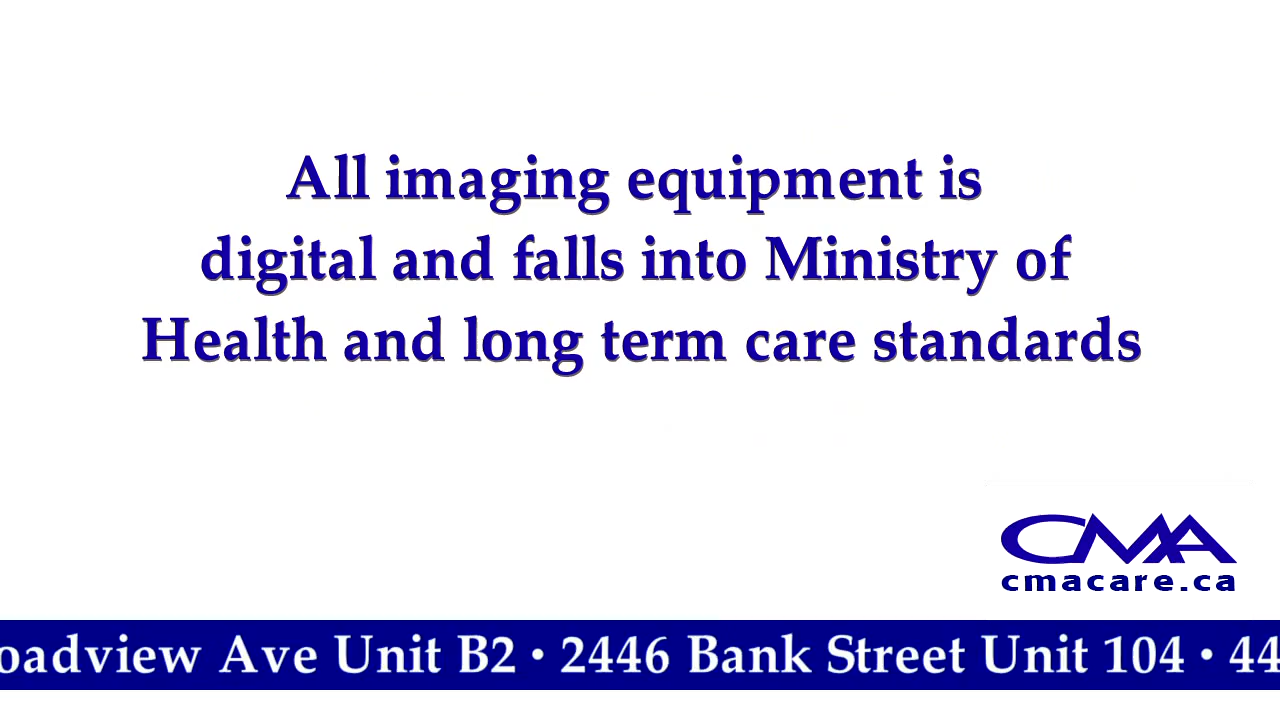 All imaging equipment is
digital and falls into Ministry of
Health and long term care standards
CMA
cmacare.ca
oadview Ave Unit B2 • 2446 Bank Street Unit 104 • 44